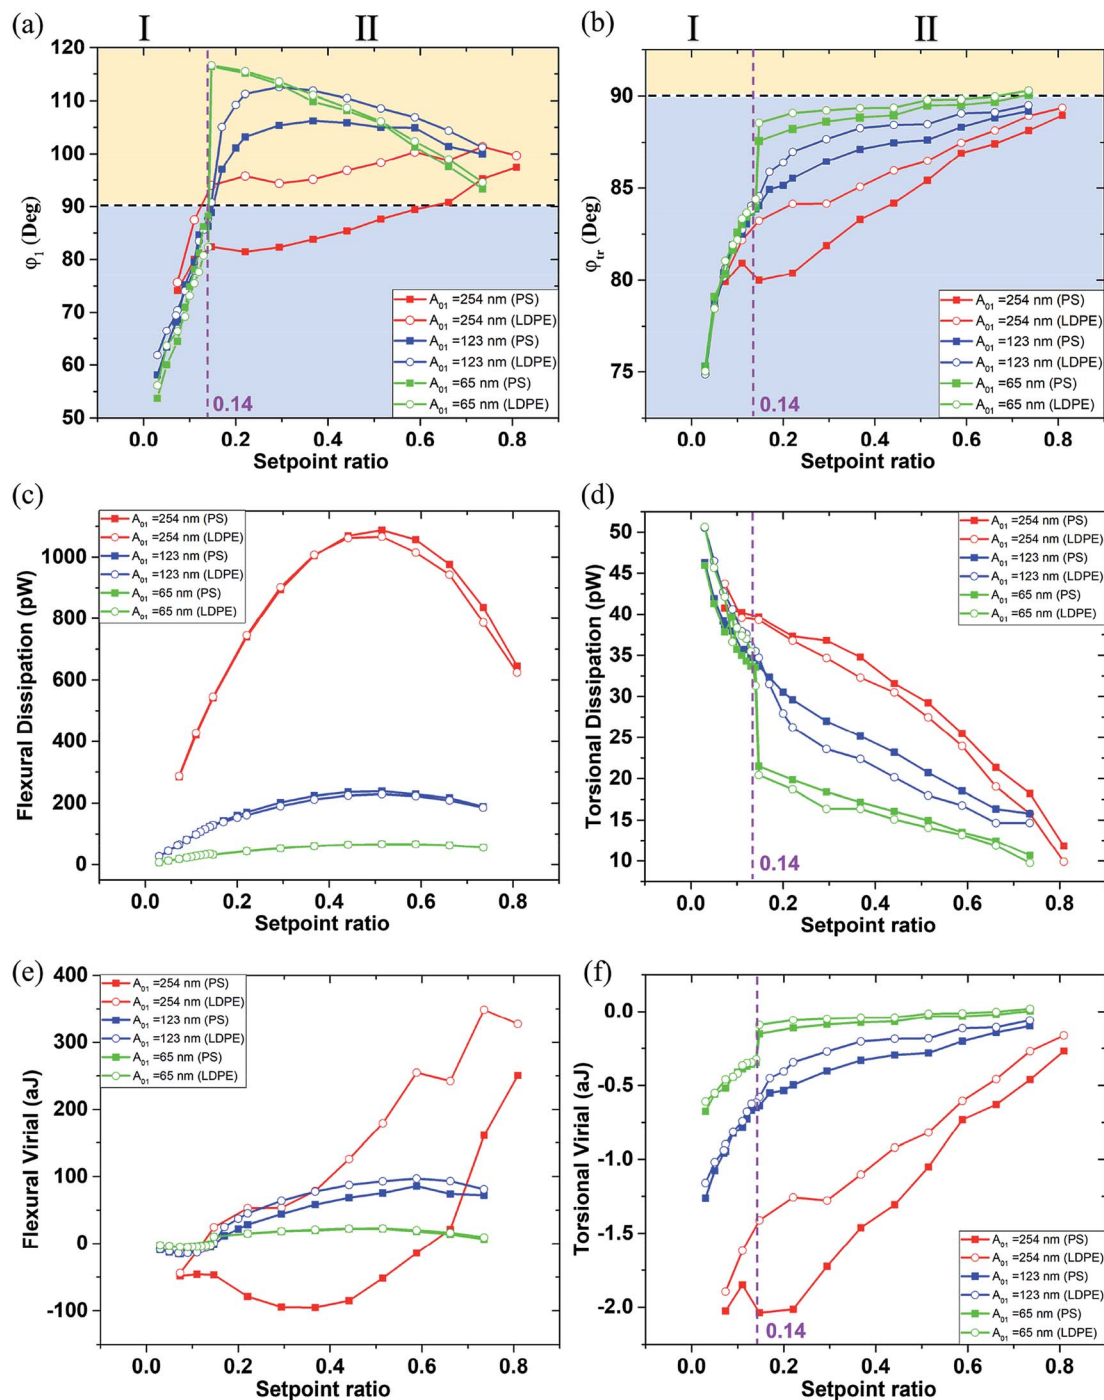 (a)
I
II
120
110
100
90
80
70
60
50
φ₁ (Deg)
A₀₁ =254 nm (PS)
A₀₁ =254 nm (LDPE)
A₀₁ =123 nm (PS)
A₀₁ =123 nm (LDPE)
A₀₁ =65 nm (PS)
A₀₁ =65 nm (LDPE)
0.14
0.0 0.2 0.4 0.6 0.8
Setpoint ratio
(b)
I
II
90
85
80
75
φtr (Deg)
A₀₁ =254 nm (PS)
A₀₁ =254 nm (LDPE)
A₀₁ =123 nm (PS)
A₀₁ =123 nm (LDPE)
A₀₁ =65 nm (PS)
A₀₁ =65 nm (LDPE)
0.14
0.0 0.2 0.4 0.6 0.8
Setpoint ratio
(c)
A₀₁ =254 nm (PS)
A₀₁ =254 nm (LDPE)
A₀₁ =123 nm (PS)
A₀₁ =123 nm (LDPE)
A₀₁ =65 nm (PS)
A₀₁ =65 nm (LDPE)
1000
800
600
400
200
0
Flexural Dissipation (pW)
0.0 0.2 0.4 0.6 0.8
Setpoint ratio
(d)
50
45
40
35
30
25
20
15
10
Torsional Dissipation (pW)
A₀₁ =254 nm (PS)
A₀₁ =254 nm (LDPE)
A₀₁ =123 nm (PS)
A₀₁ =123 nm (LDPE)
A₀₁ =65 nm (PS)
A₀₁ =65 nm (LDPE)
0.14
0.0 0.2 0.4 0.6 0.8
Setpoint ratio
(e)
400
300
200
100
0
-100
Flexural Virial (aJ)
A₀₁ =254 nm (PS)
A₀₁ =254 nm (LDPE)
A₀₁ =123 nm (PS)
A₀₁ =123 nm (LDPE)
A₀₁ =65 nm (PS)
A₀₁ =65 nm (LDPE)
0.0 0.2 0.4 0.6 0.8
Setpoint ratio
(f)
0.0
-0.5
-1.0
-1.5
-2.0
Torsional Virial (aJ)
A₀₁ =254 nm (PS)
A₀₁ =254 nm (LDPE)
A₀₁ =123 nm (PS)
A₀₁ =123 nm (LDPE)
A₀₁ =65 nm (PS)
A₀₁ =65 nm (LDPE)
0.14
0.0 0.2 0.4 0.6 0.8
Setpoint ratio